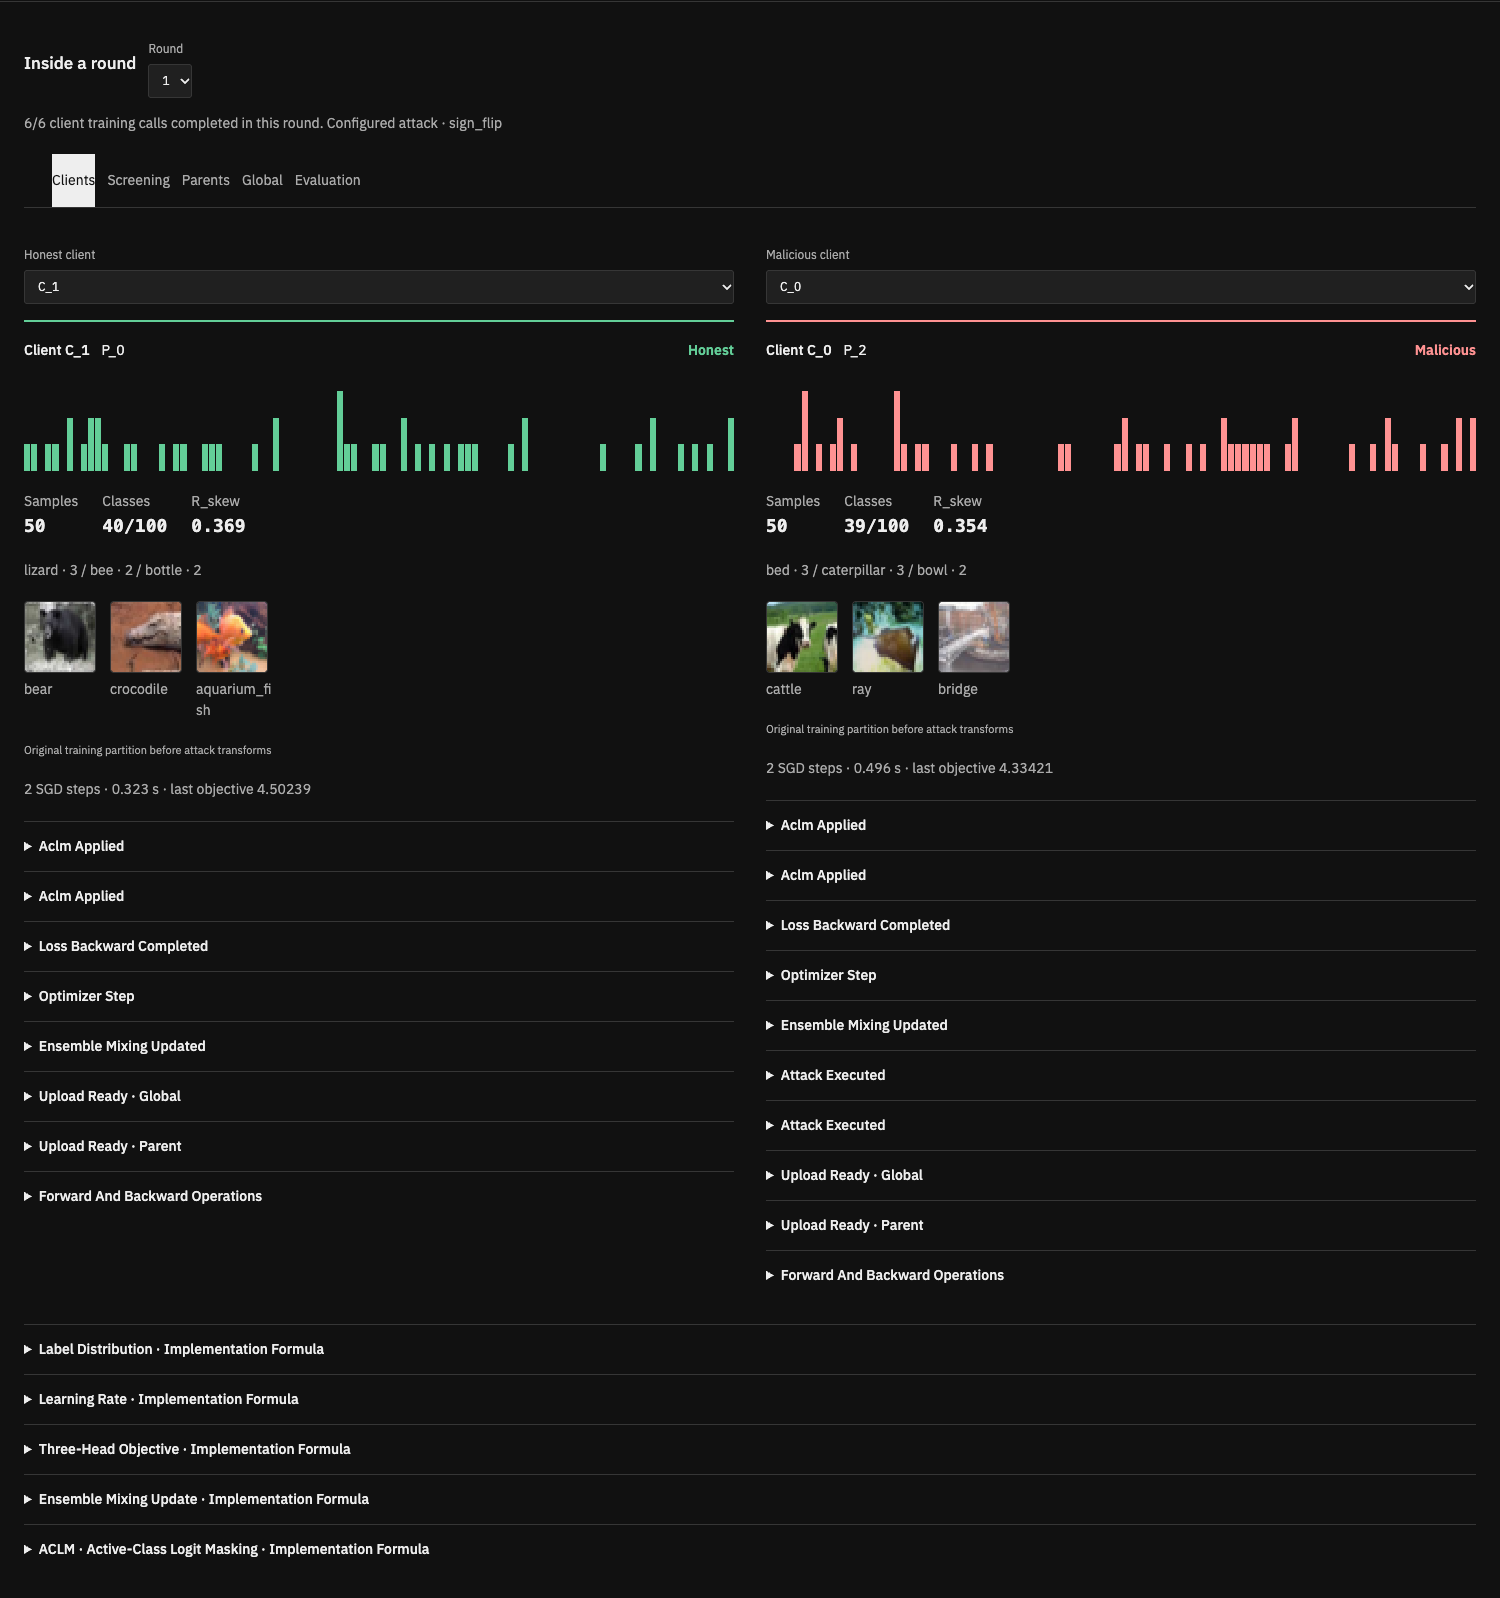 Inside a round
Round
1
6/6 client training calls completed in this round. Configured attack · sign_flip
Clients Screening Parents Global Evaluation
Honest client
C_1
Client C_1 P_0 Honest
Samples Classes R_skew
50 40/100 0.369
lizard · 3 / bee · 2 / bottle · 2
bear crocodile aquarium_fi
sh
Original training partition before attack transforms
2 SGD steps · 0.323 s · last objective 4.50239
Aclm Applied
Aclm Applied
Loss Backward Completed
Optimizer Step
Ensemble Mixing Updated
Upload Ready · Global
Upload Ready · Parent
Forward And Backward Operations
Malicious client
C_0
Client C_0 P_2 Malicious
Samples Classes R_skew
50 39/100 0.354
bed · 3 / caterpillar · 3 / bowl · 2
cattle ray bridge
Original training partition before attack transforms
2 SGD steps · 0.496 s · last objective 4.33421
Aclm Applied
Aclm Applied
Loss Backward Completed
Optimizer Step
Ensemble Mixing Updated
Attack Executed
Attack Executed
Upload Ready · Global
Upload Ready · Parent
Forward And Backward Operations
Label Distribution · Implementation Formula
Learning Rate · Implementation Formula
Three-Head Objective · Implementation Formula
Ensemble Mixing Update · Implementation Formula
ACLM · Active-Class Logit Masking · Implementation Formula